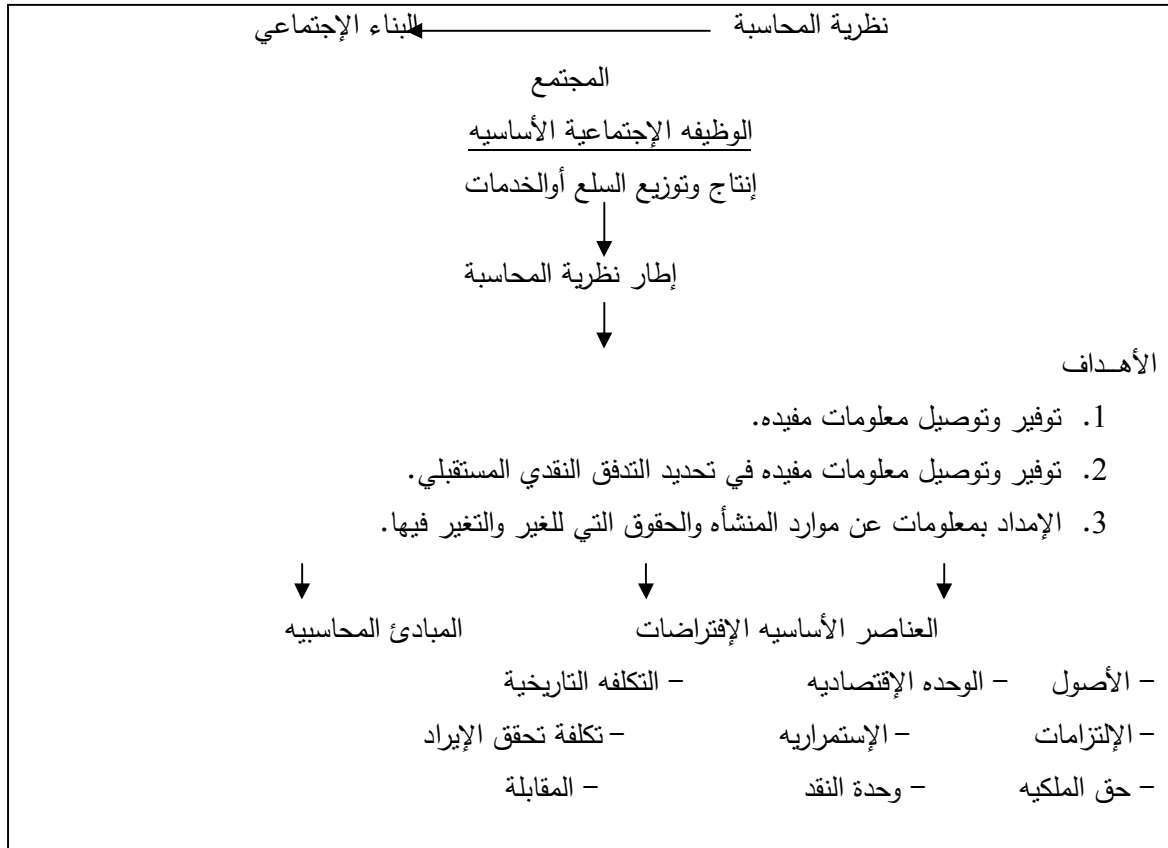 نظرية المحاسبة البناء الإجتماعي
المجتمع
الوظيفه الإجتماعية الأساسيه
إنتاج وتوزيع السلع أوالخدمات
إطار نظرية المحاسبة
الأهــداف
1. توفير وتوصيل معلومات مفيده.
2. توفير وتوصيل معلومات مفيده في تحديد التدفق النقدي المستقبلي.
3. الإمداد بمعلومات عن موارد المنشأه والحقوق التي للغير والتغير فيها.
العناصر الأساسيه الإفتراضات المبادئ المحاسبيه
– الأصول – الوحده الإقتصاديه – التكلفه التاريخية
– الإلتزامات – الإستمراريه – تكلفة تحقق الإيراد
– حق الملكيه – وحدة النقد – المقابلة